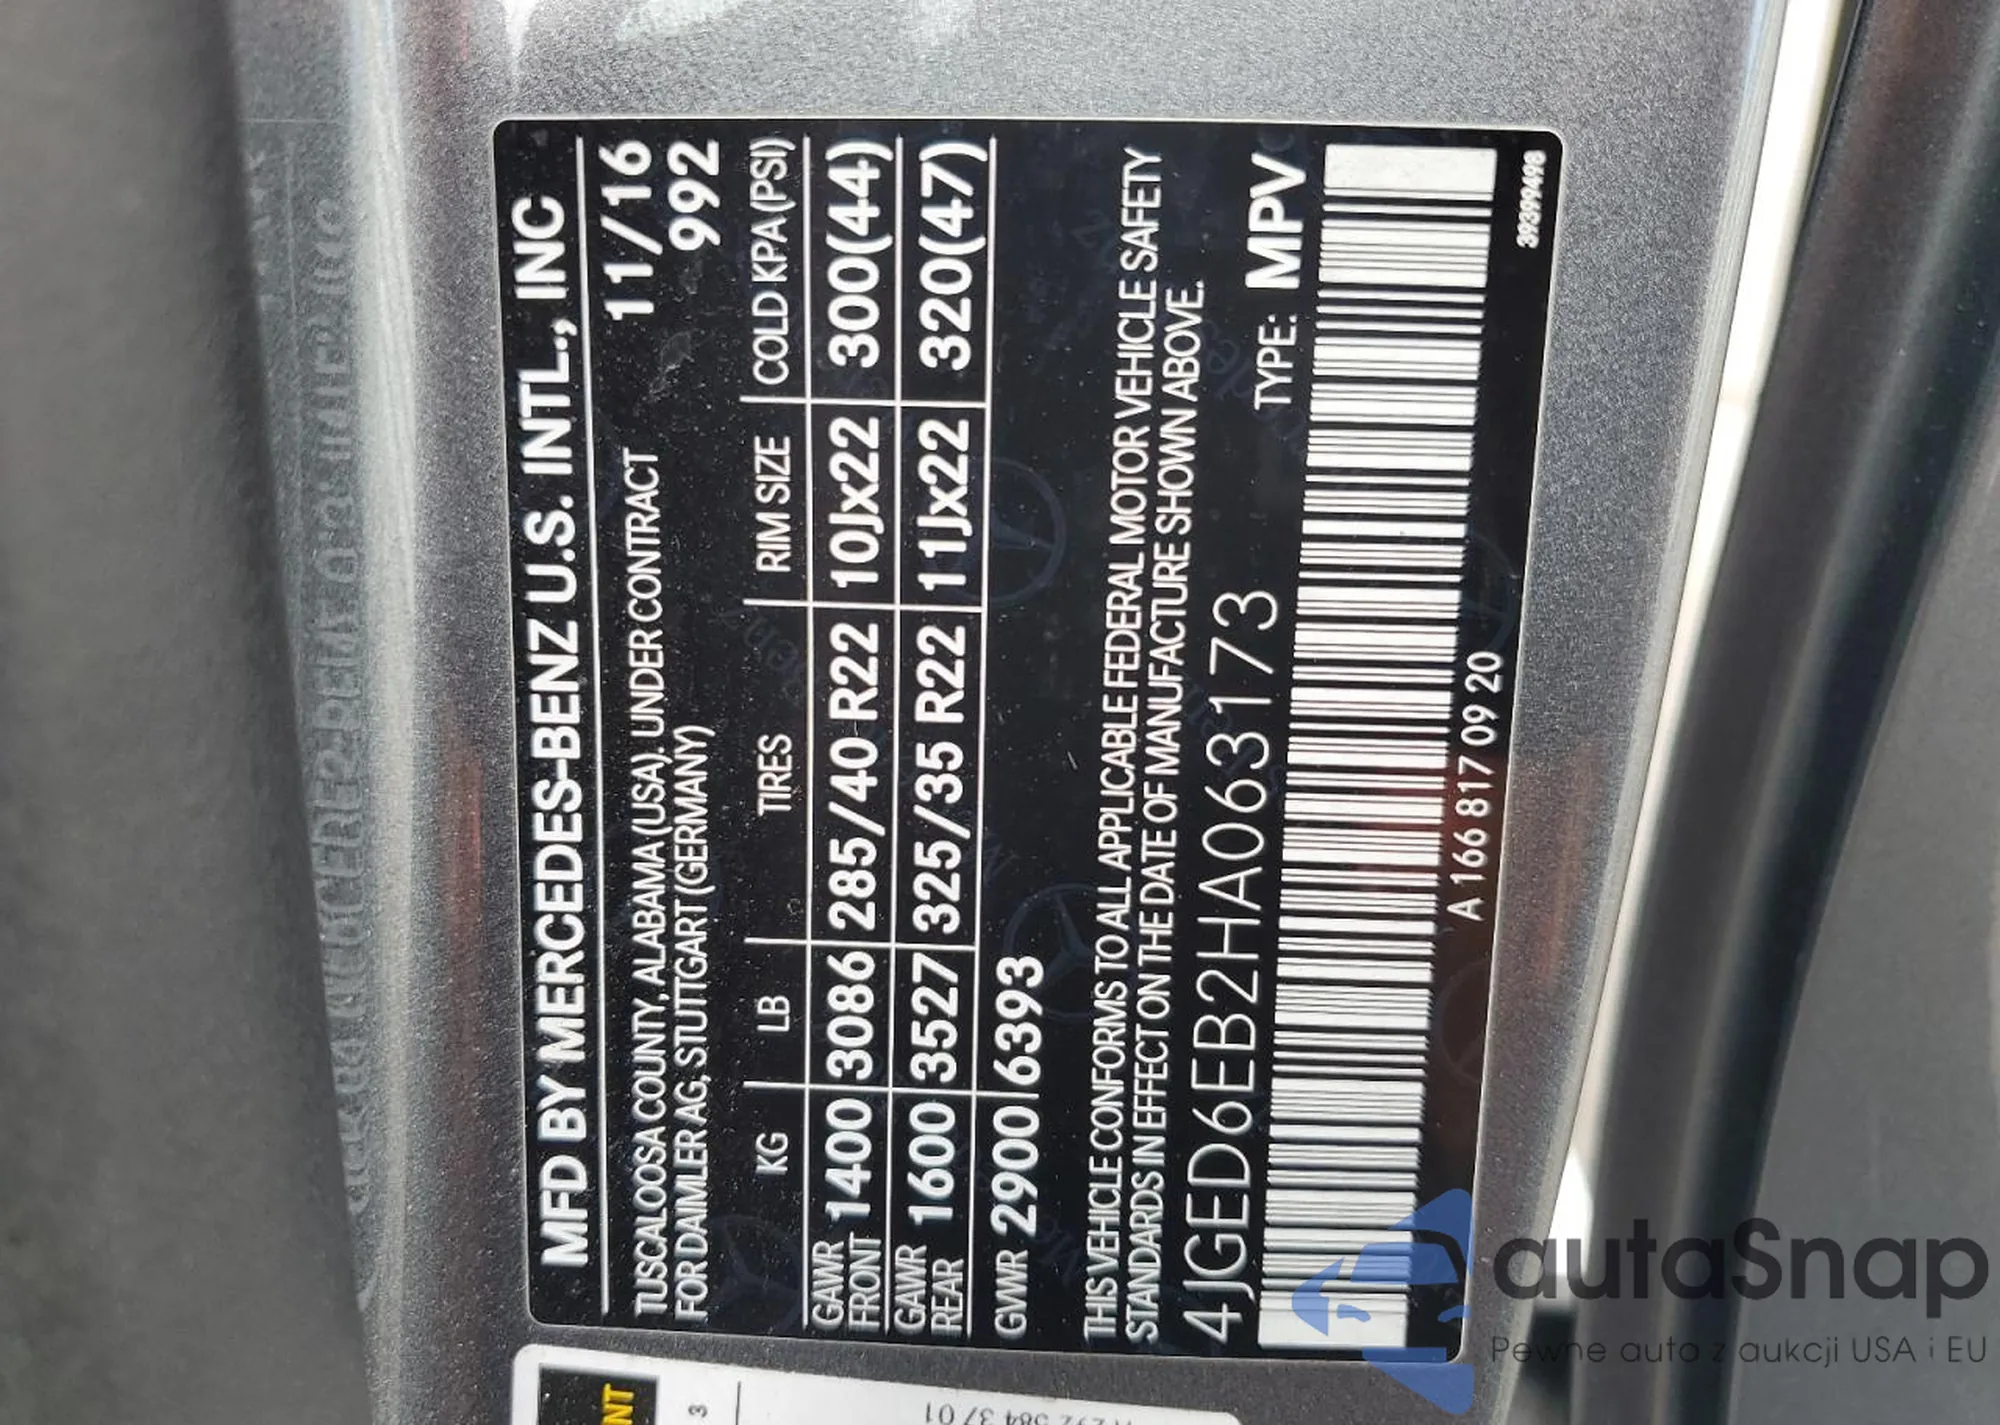 MFD BY MERCEDES-BENZ U.S. INTL., INC
TUSCALOOSA COUNTY, ALABAMA (USA). UNDER CONTRACT 11/16
FOR DAIMLER AG, STUTTGART (GERMANY) 992
KG LB TIRES RIM SIZE COLD KPA(PSI)
GAWR FRONT 1400 3086 285/40 R22 10Jx22 300(44)
GAWR REAR 1600 3527 325/35 R22 11Jx22 320(47)
GWWR 2900 6393
THIS VEHICLE CONFORMS TO ALL APPLICABLE FEDERAL MOTOR VEHICLE SAFETY
STANDARDS IN EFFECT ON THE DATE OF MANUFACTURE SHOWN ABOVE.
4JGED6EB2HA063173 TYPE: MPV
A 166 817 09 20
39399498
autaSnap
Pewne auta z aukcji USA i EU